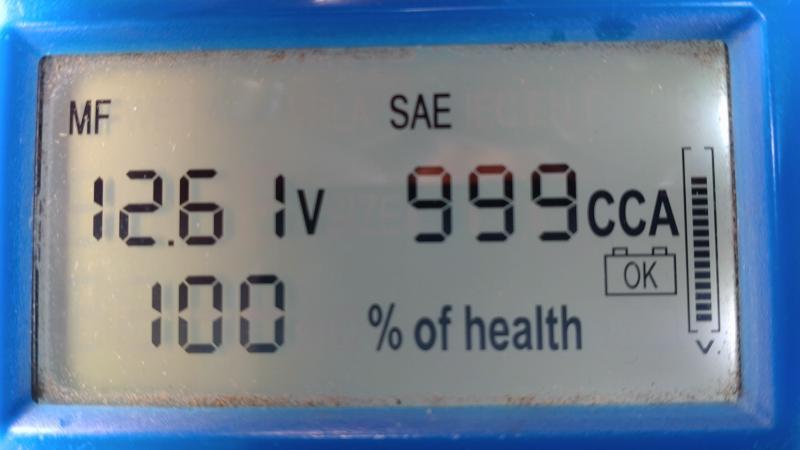 MF SAE
12.61V 999CCA
OK
100 % of health